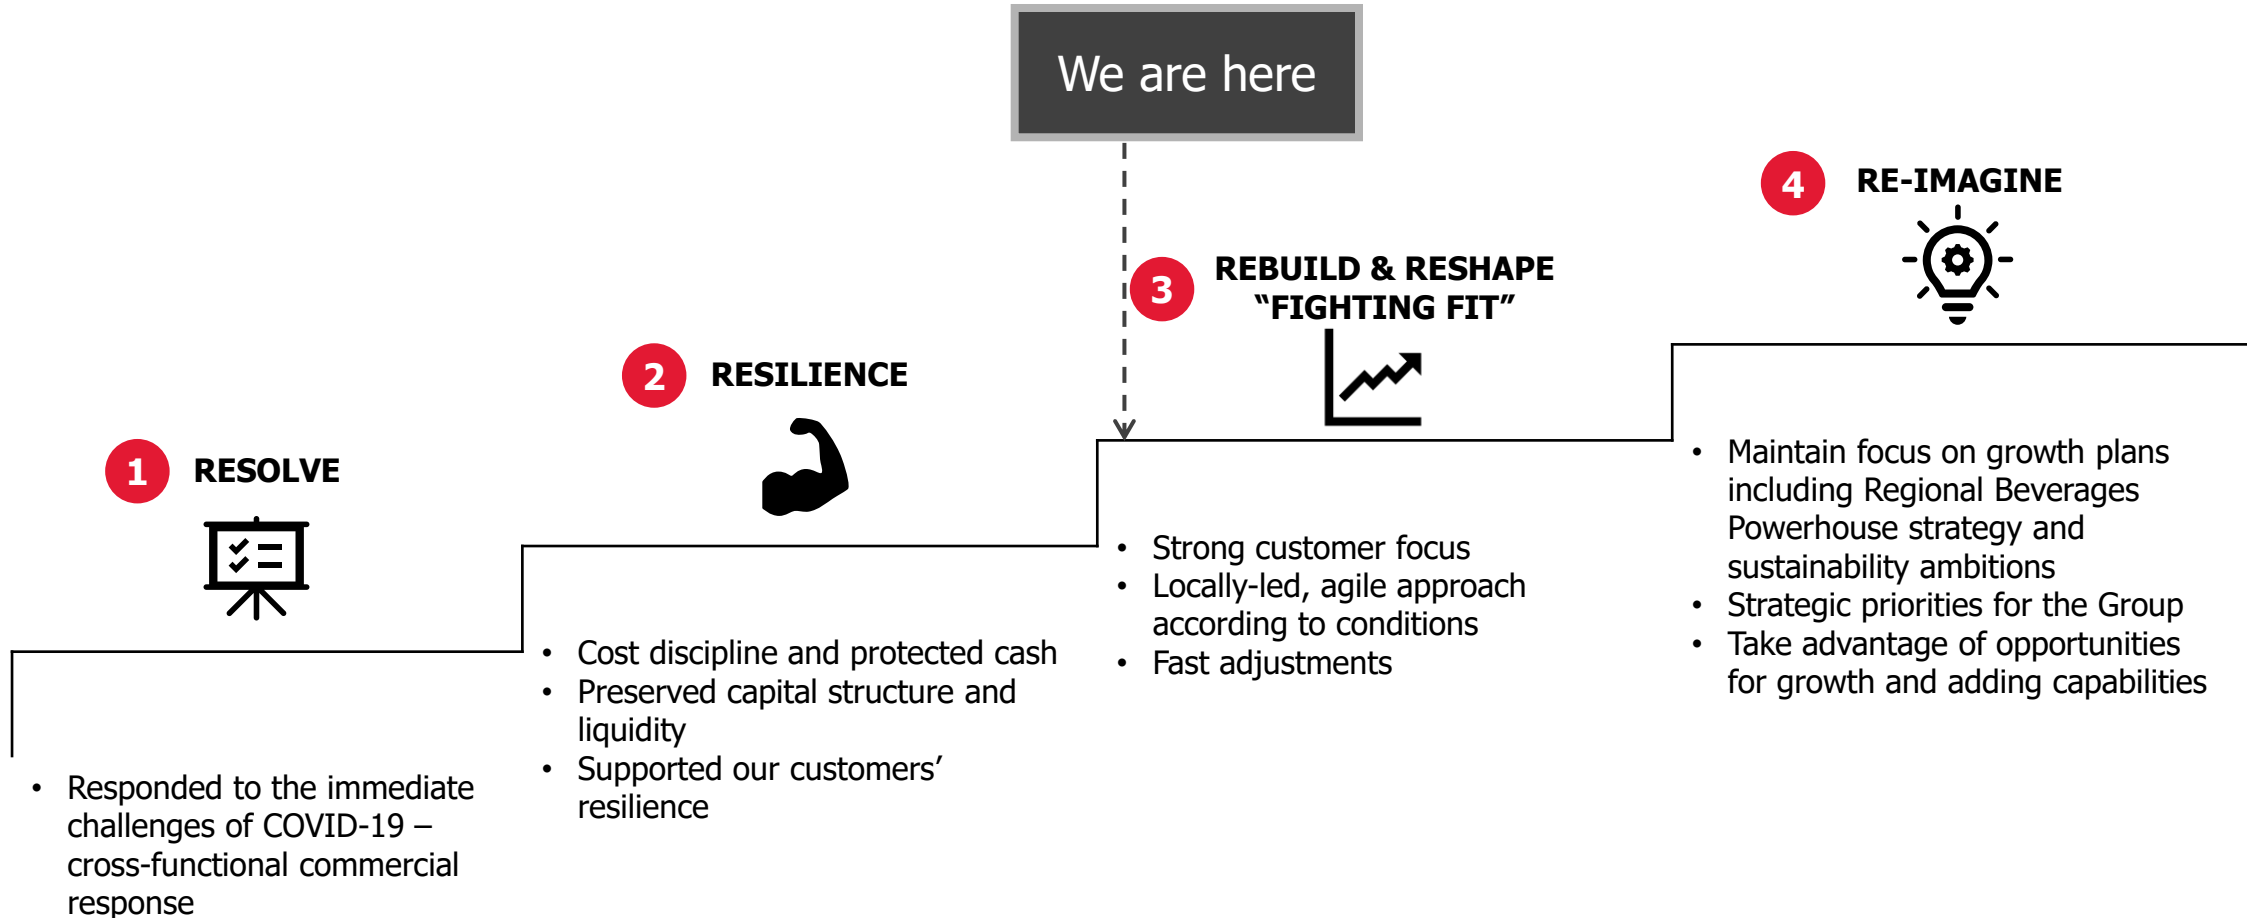 We are here
1 RESOLVE
• Responded to the immediate
challenges of COVID-19 –
cross-functional commercial
response
2 RESILIENCE
• Cost discipline and protected cash
• Preserved capital structure and
liquidity
• Supported our customers’
resilience
3 REBUILD & RESHAPE
“FIGHTING FIT”
• Strong customer focus
• Locally-led, agile approach
according to conditions
• Fast adjustments
4 RE-IMAGINE
• Maintain focus on growth plans
including Regional Beverages
Powerhouse strategy and
sustainability ambitions
• Strategic priorities for the Group
• Take advantage of opportunities
for growth and adding capabilities